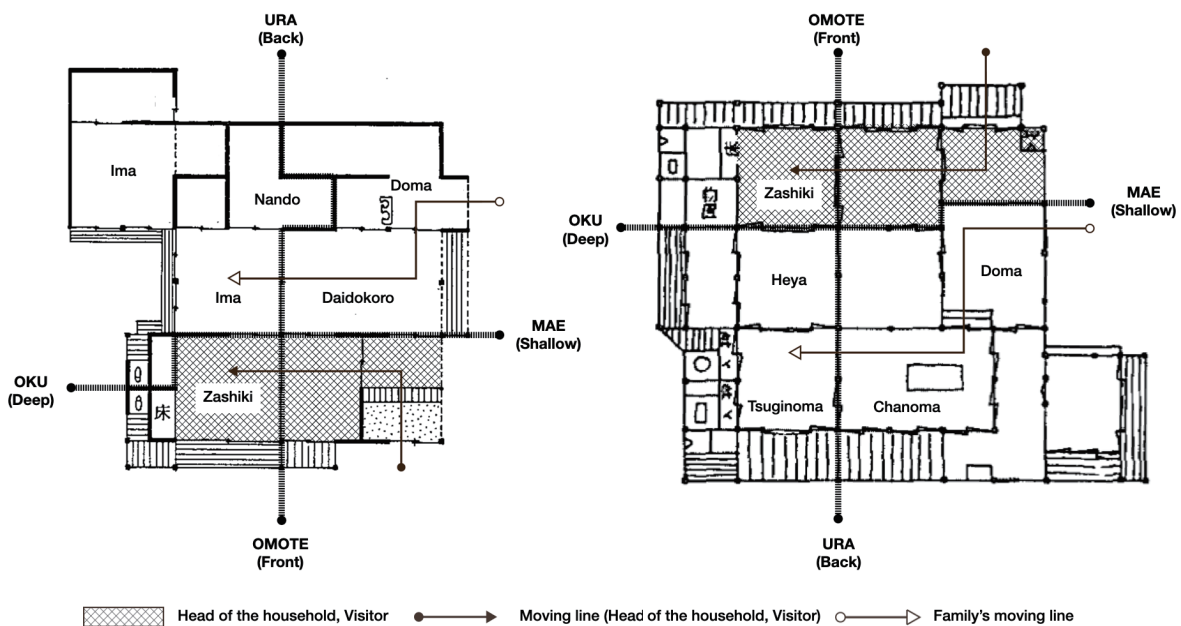 URA
(Back)
Ima
Nando
Doma
Ima
Daidokoro
MAE
(Shallow)
OKU
(Deep)
床
Zashiki
OMOTE
(Front)
OMOTE
(Front)
床
Zashiki
MAE
(Shallow)
OKU
(Deep)
Heya
Doma
Tsuginoma
Chanoma
URA
(Back)
Head of the household, Visitor
Moving line (Head of the household, Visitor)
Family's moving line